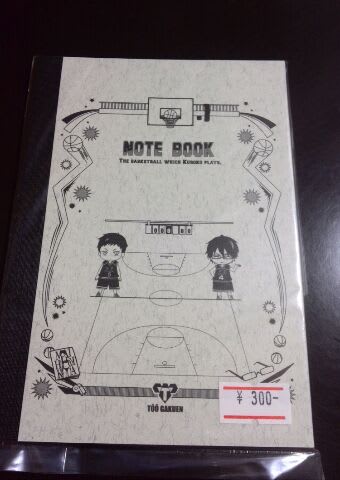 NOTE BOOK
THE BASKETBALL WHICH KUROKO PLAYS.
TŌŌ GAKUEN
¥ 300-